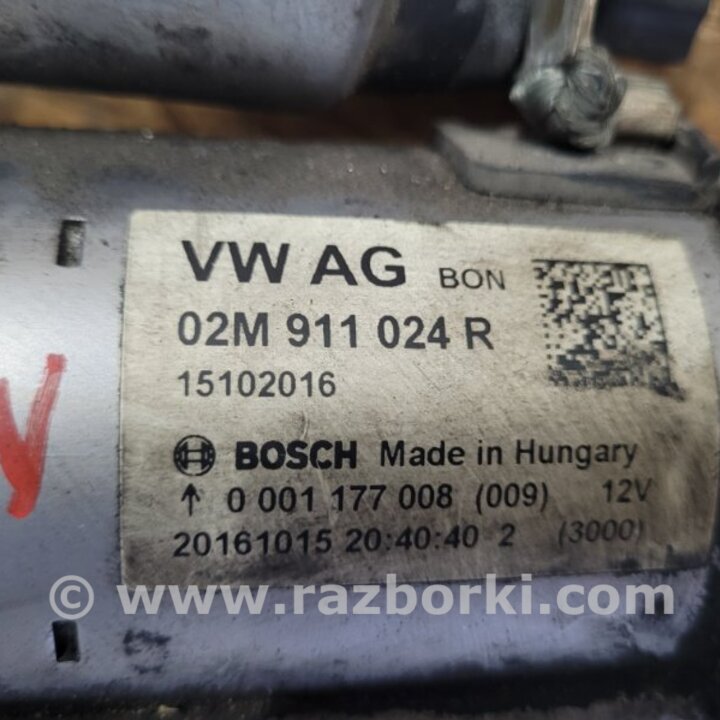 VW AG BON
02M 911 024 R
15102016
BOSCH Made in Hungary
↑ 0 001 177 008 (009) 12V
20161015 20:40:40 2 (3000)
© www.razborki.com